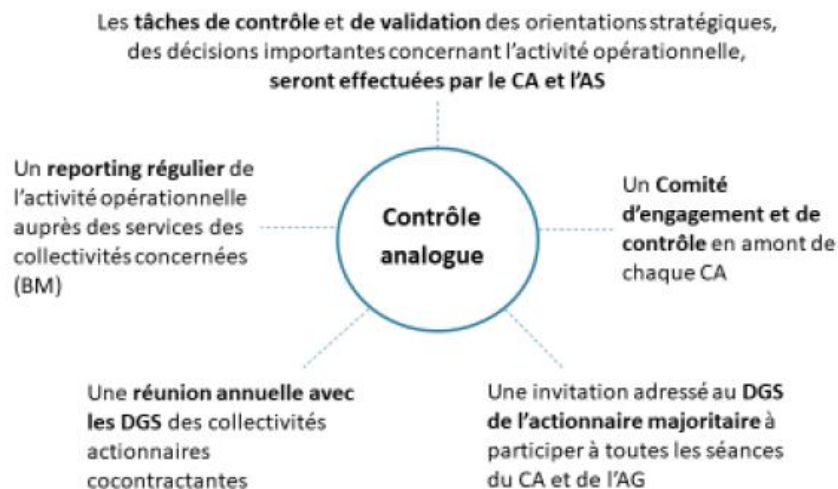 Les tâches de contrôle et de validation des orientations stratégiques,
des décisions importantes concernant l'activité opérationnelle,
seront effectuées par le CA et l'AS
Un reporting régulier de
l'activité opérationnelle
auprès des services des
collectivités concernées
(BM)
Contrôle
analogue
Un Comité
d'engagement et de
contrôle en amont de
chaque CA
Une réunion annuelle avec
les DGS des collectivités
actionnaires
cocontractantes
Une invitation adressé au DGS
de l'actionnaire majoritaire à
participer à toutes les séances
du CA et de l'AG